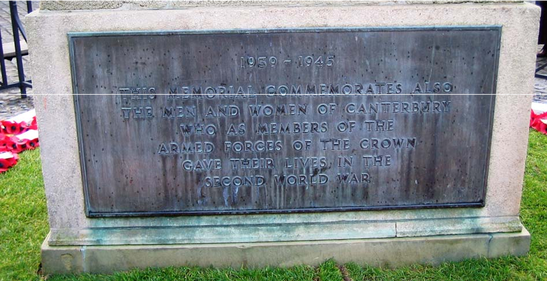 1939 - 1945
THIS MEMORIAL COMMEMORATES ALSO
THE MEN AND WOMEN OF CANTERBURY
WHO AS MEMBERS OF THE
ARMED FORCES OF THE CROWN
GAVE THEIR LIVES IN THE
SECOND WORLD WAR